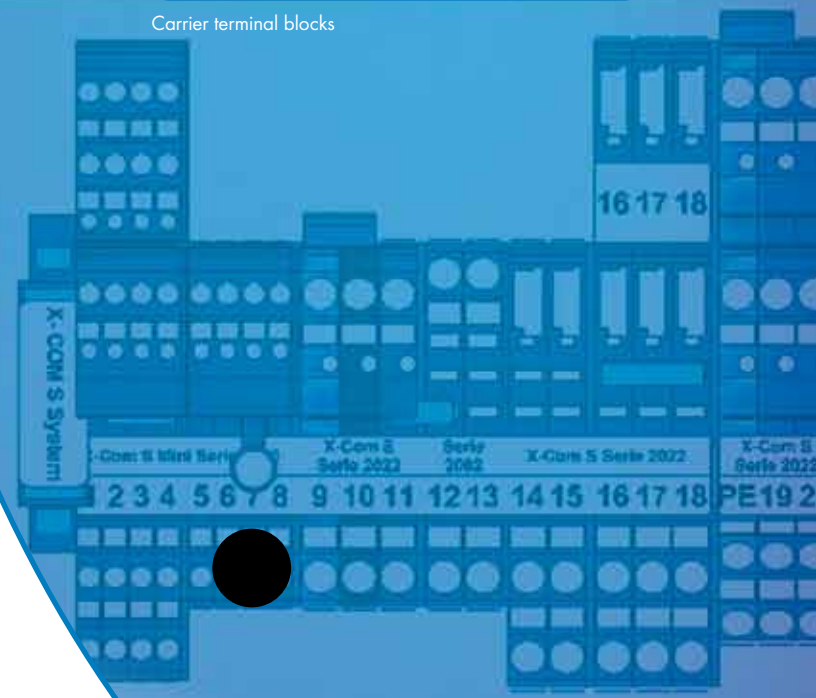 Carrier terminal blocks
16 17 18
X-COM S System
X-Com S Mini Serie
X-Com S
Serie 2022
Serie
2002
X-Com S Serie 2022
X-Com S
Serie 2022
2 3 4 5 6 7 8 9 10 11 12 13 14 15 16 17 18 PE 19